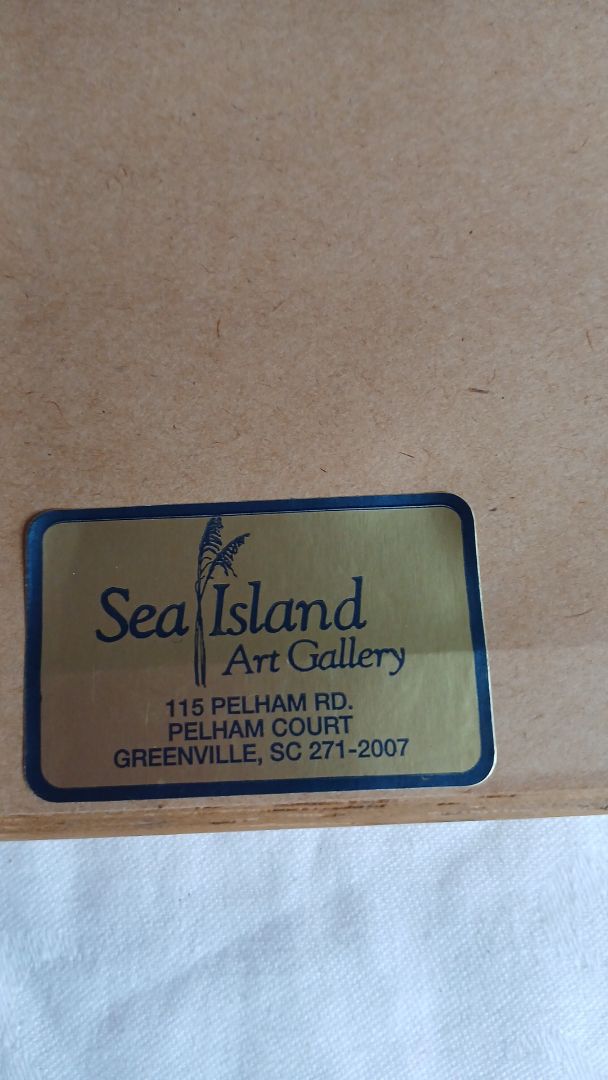 Sea Island
Art Gallery
115 PELHAM RD.
PELHAM COURT
GREENVILLE, SC 271-2007